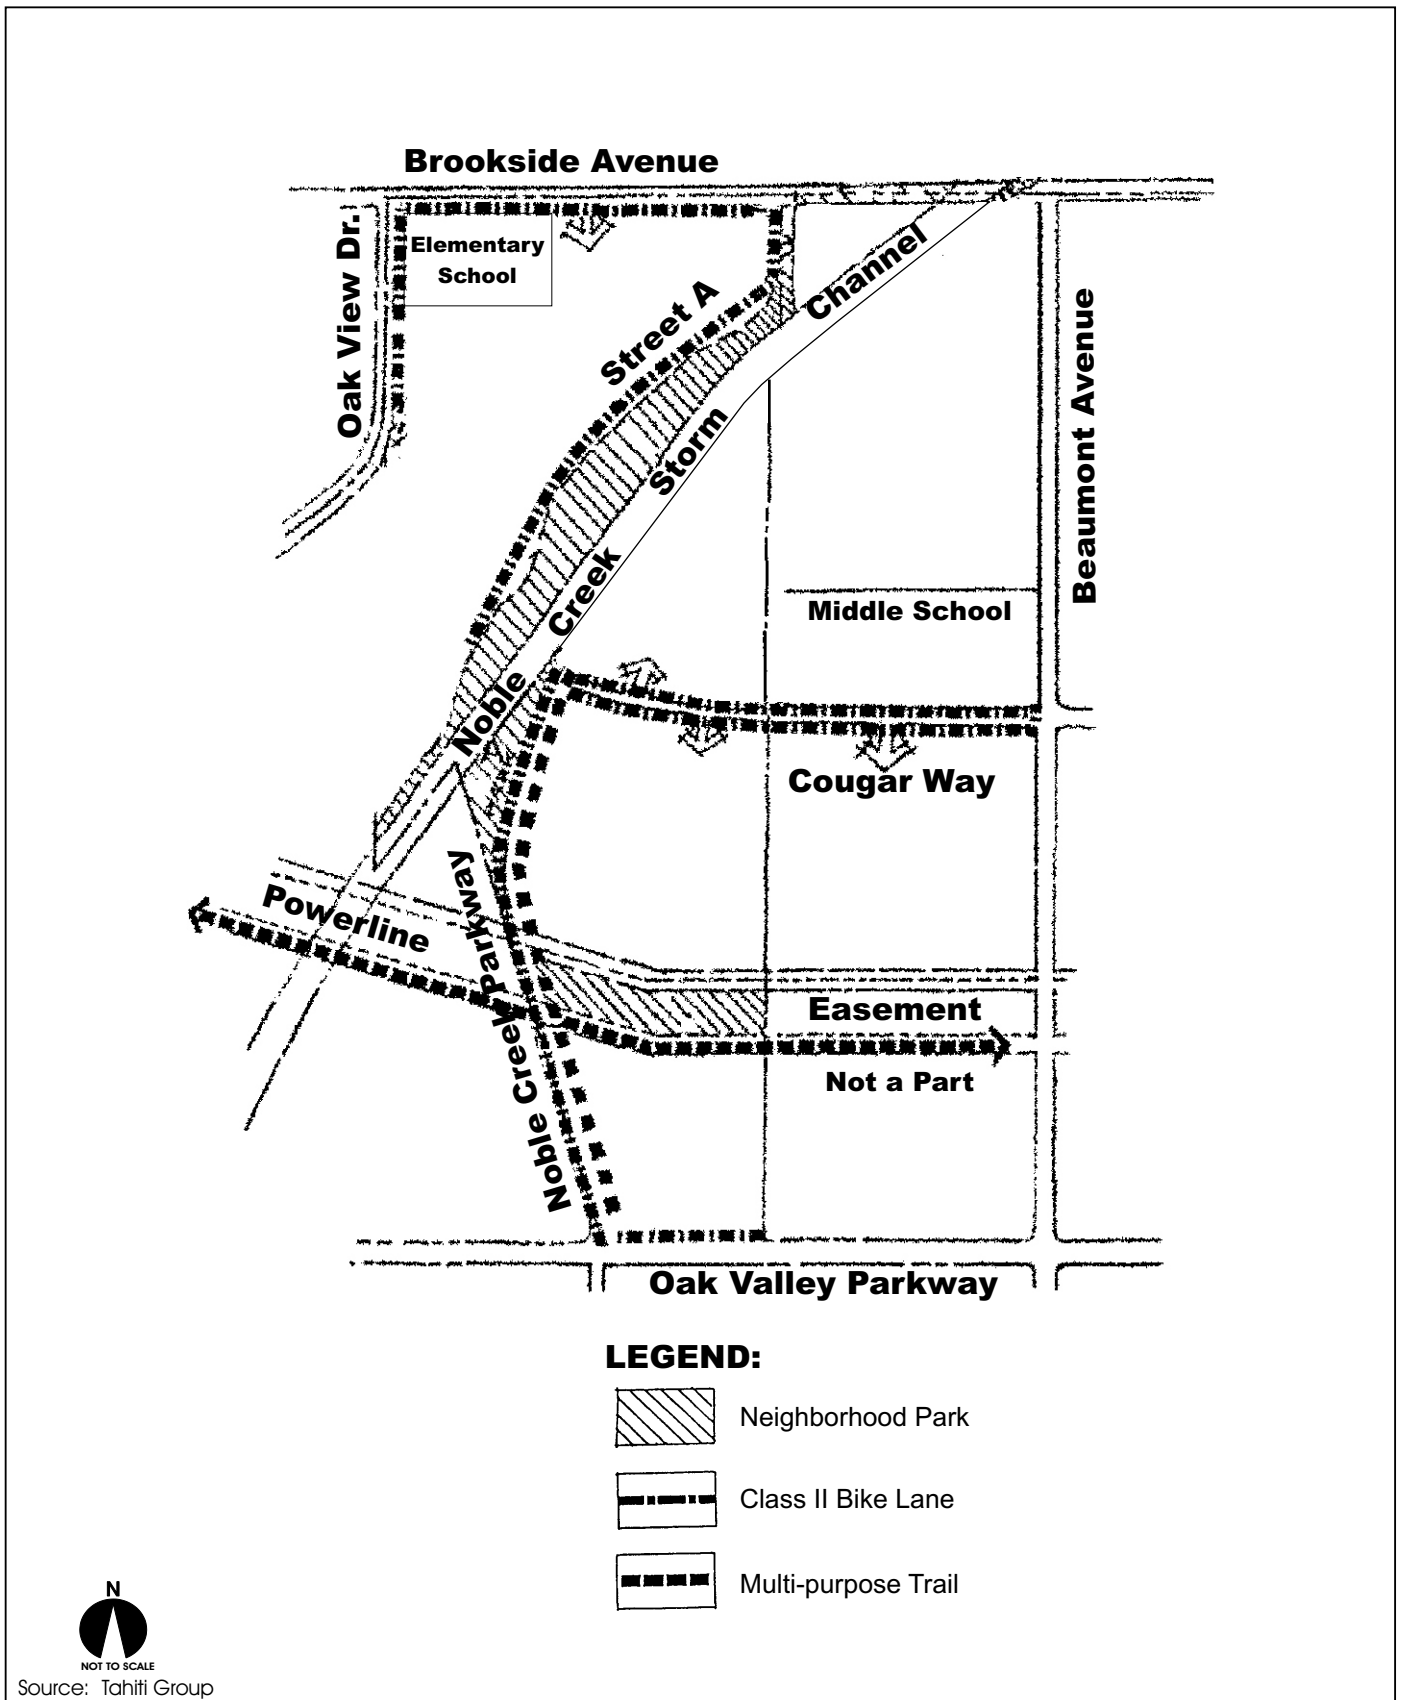 Brookside Avenue
Oak View Dr.
Elementary
School
Street A
Noble Creek Storm Channel
Beaumont Avenue
Middle School
Cougar Way
Powerline
Noble Creek Parkway
Easement
Not a Part
Oak Valley Parkway
LEGEND:
Neighborhood Park
Class II Bike Lane
Multi-purpose Trail
N
NOT TO SCALE
Source: Tahiti Group